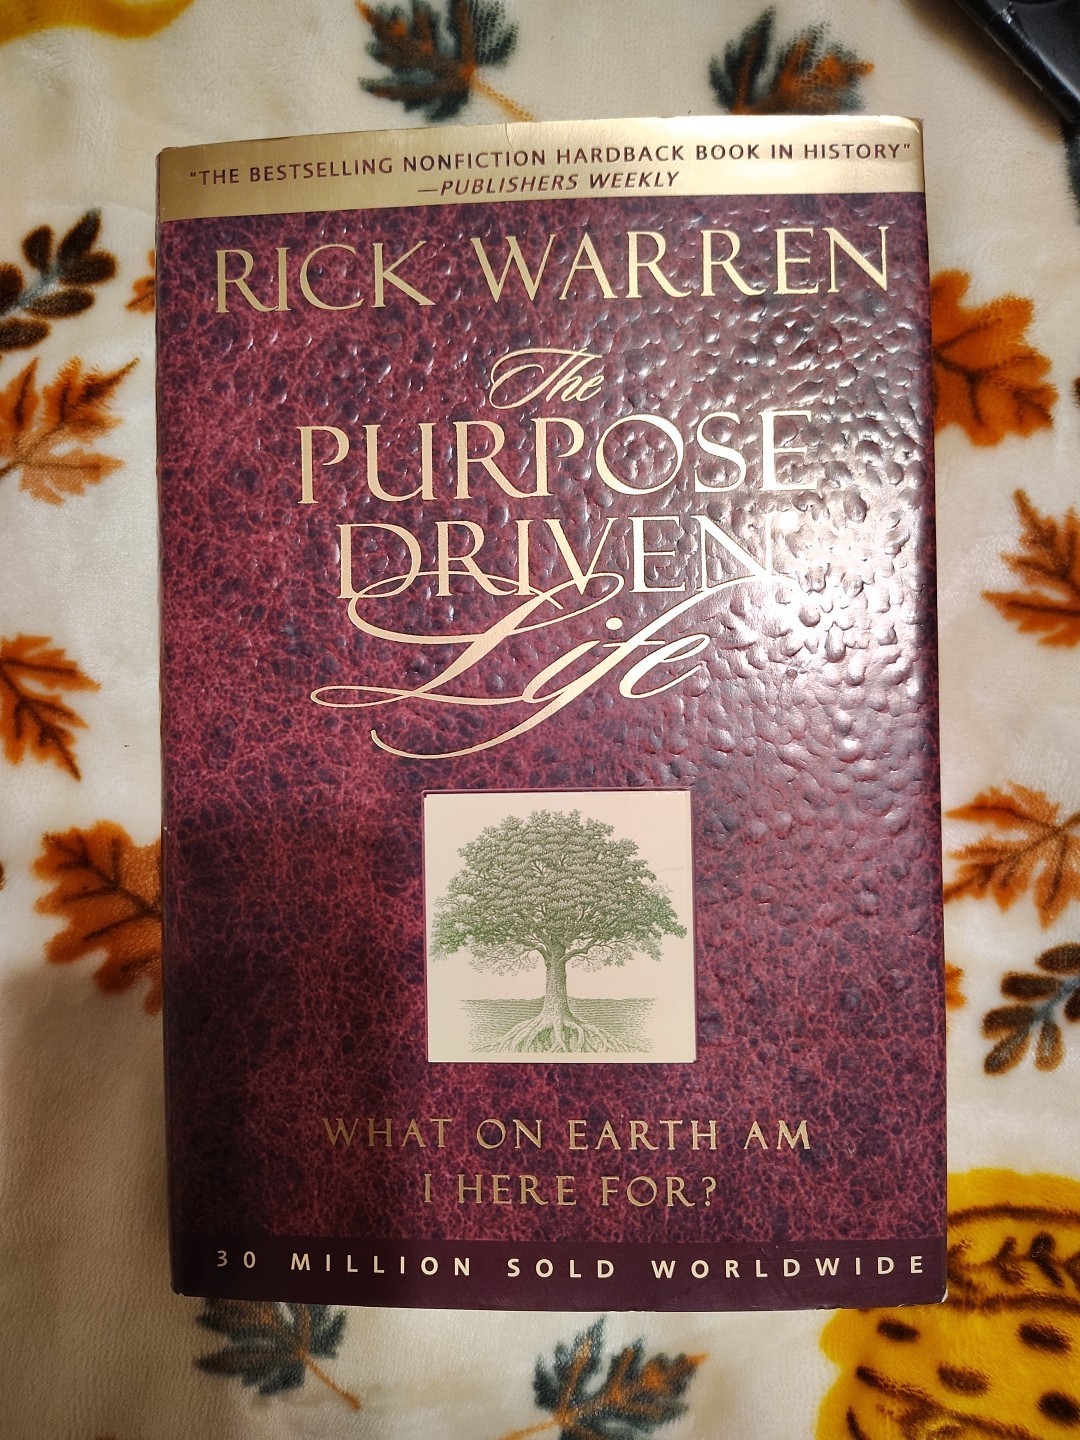 "THE BESTSELLING NONFICTION HARDBACK BOOK IN HISTORY"
—PUBLISHERS WEEKLY
RICK WARREN
The
PURPOSE
DRIVEN
Life
WHAT ON EARTH AM
I HERE FOR?
30 MILLION SOLD WORLDWIDE